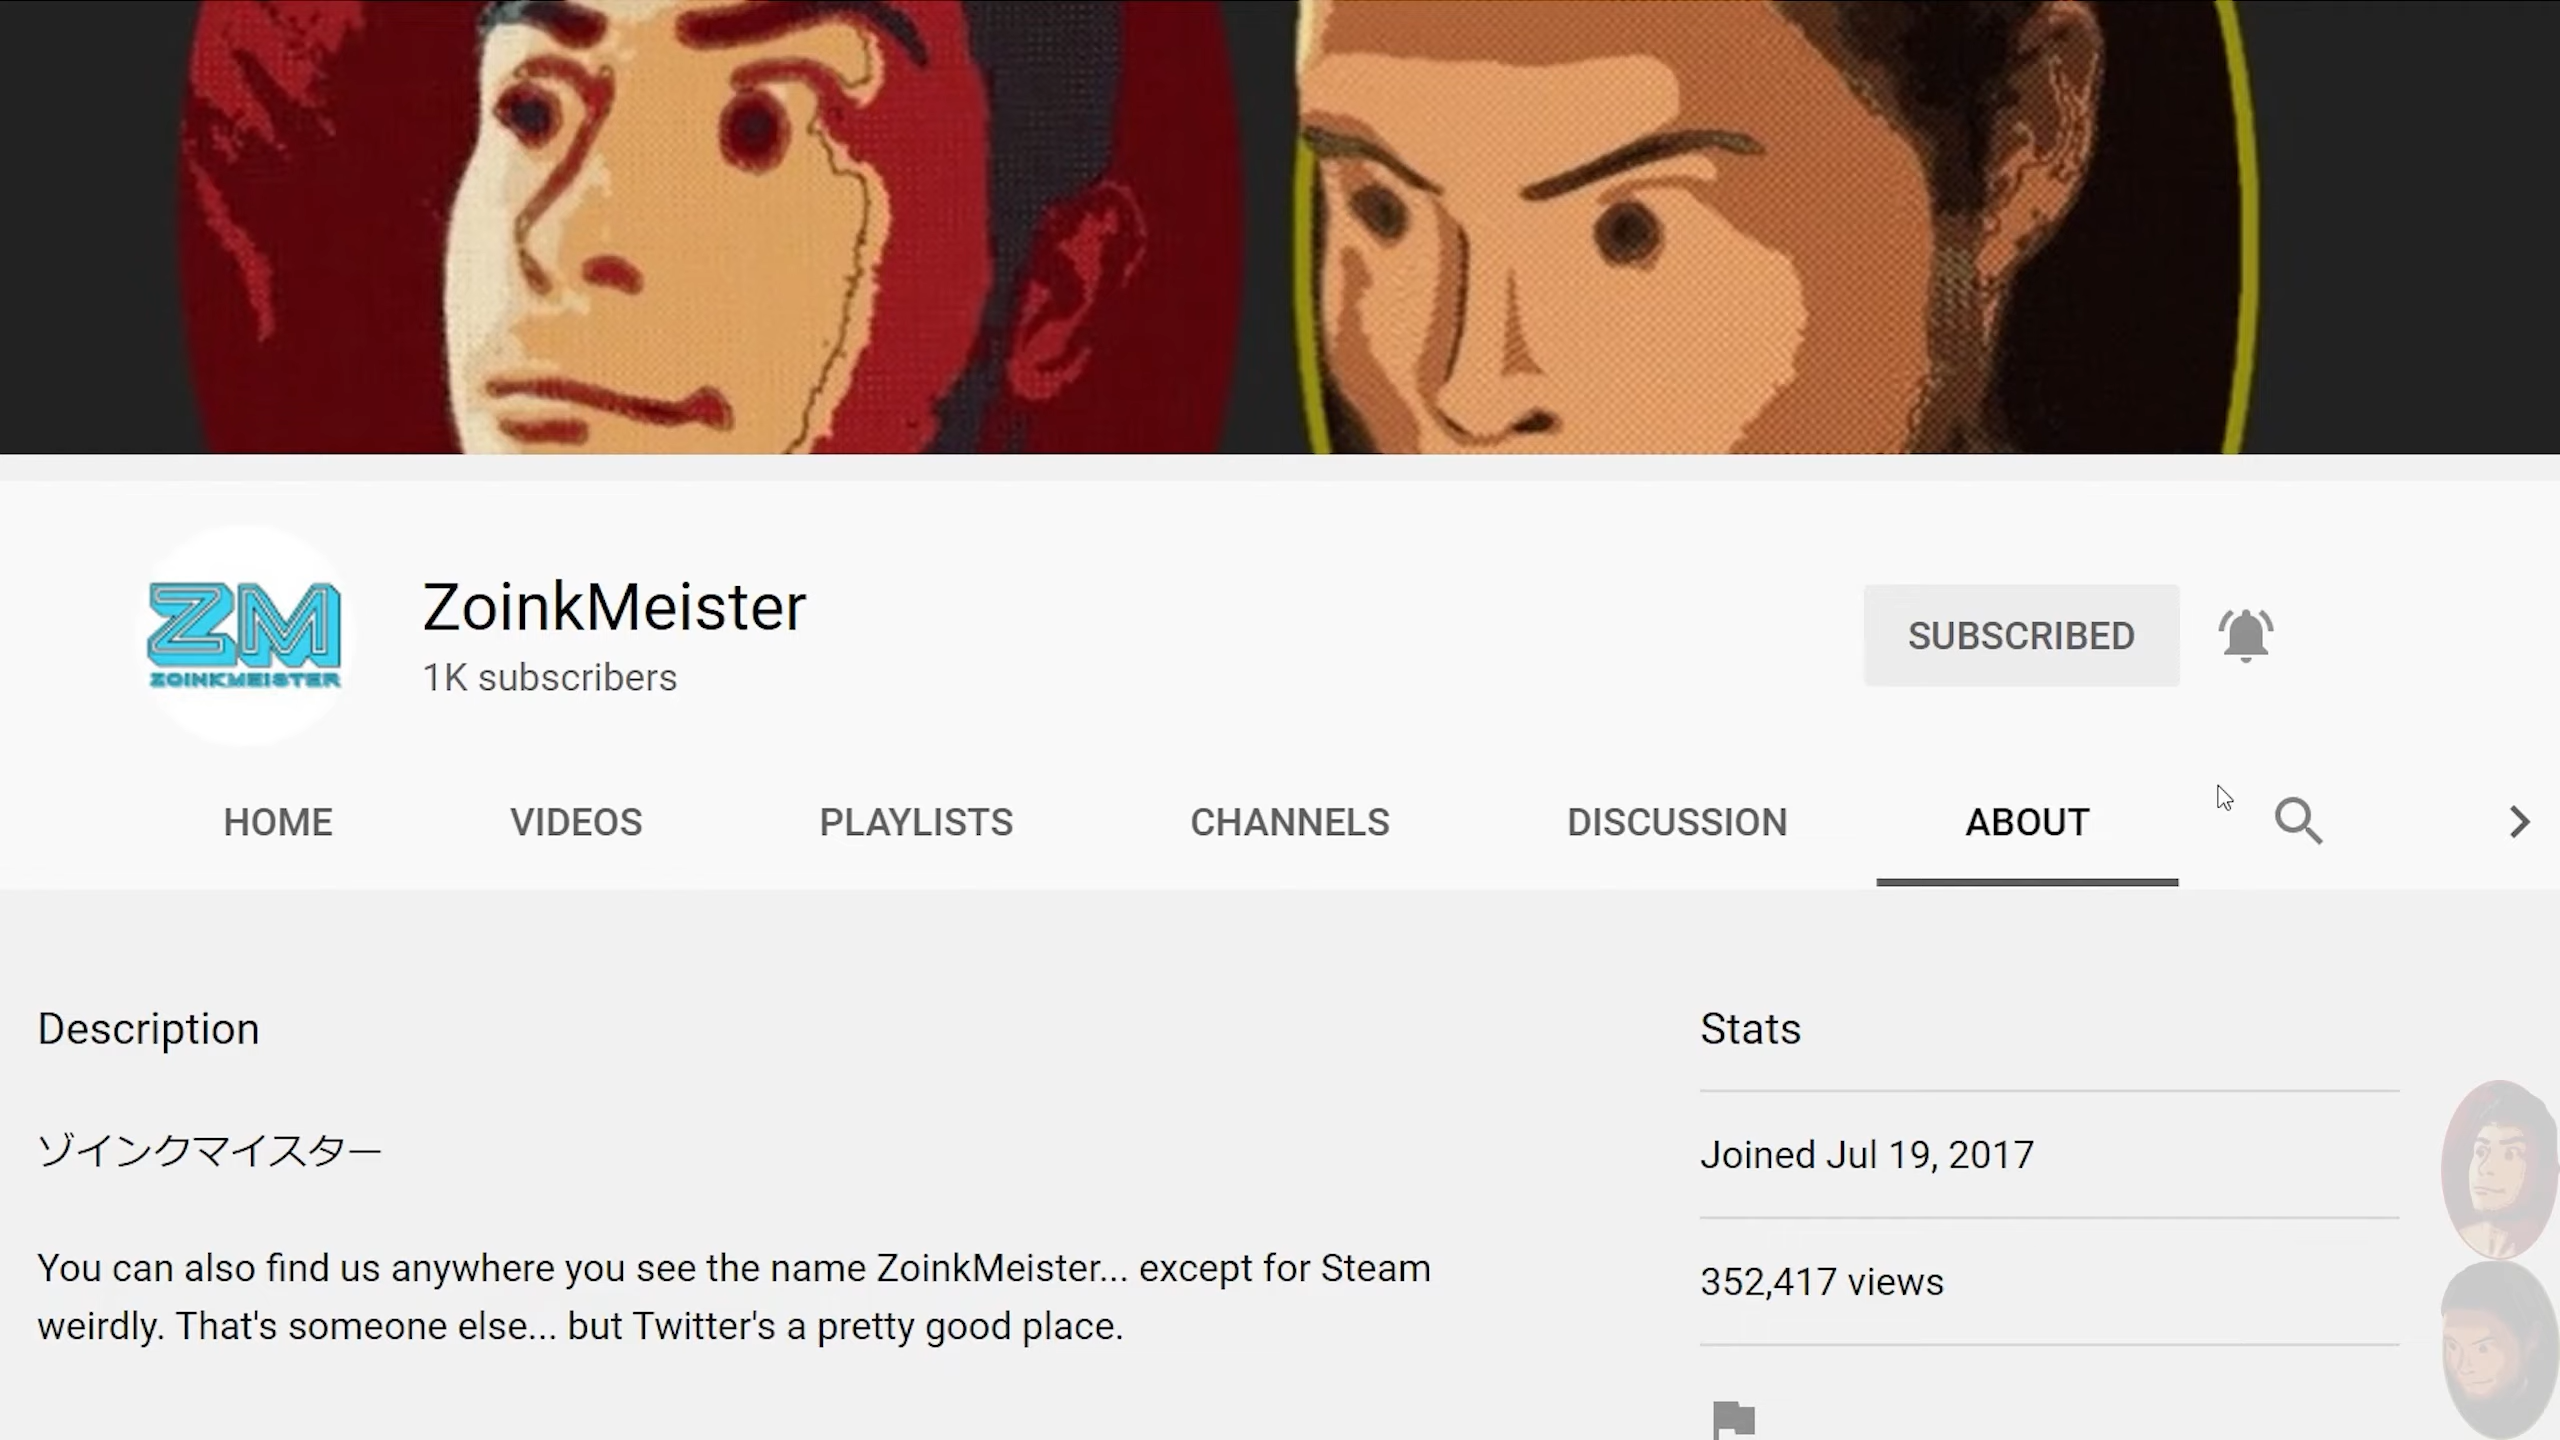 ZM
ZOINKMEISTER
ZoinkMeister
1K subscribers
SUBSCRIBED
HOME
VIDEOS
PLAYLISTS
CHANNELS
DISCUSSION
ABOUT
Description
ゾインクマイスター
You can also find us anywhere you see the name ZoinkMeister... except for Steam
weirdly. That's someone else... but Twitter's a pretty good place.
Stats
Joined Jul 19, 2017
352,417 views